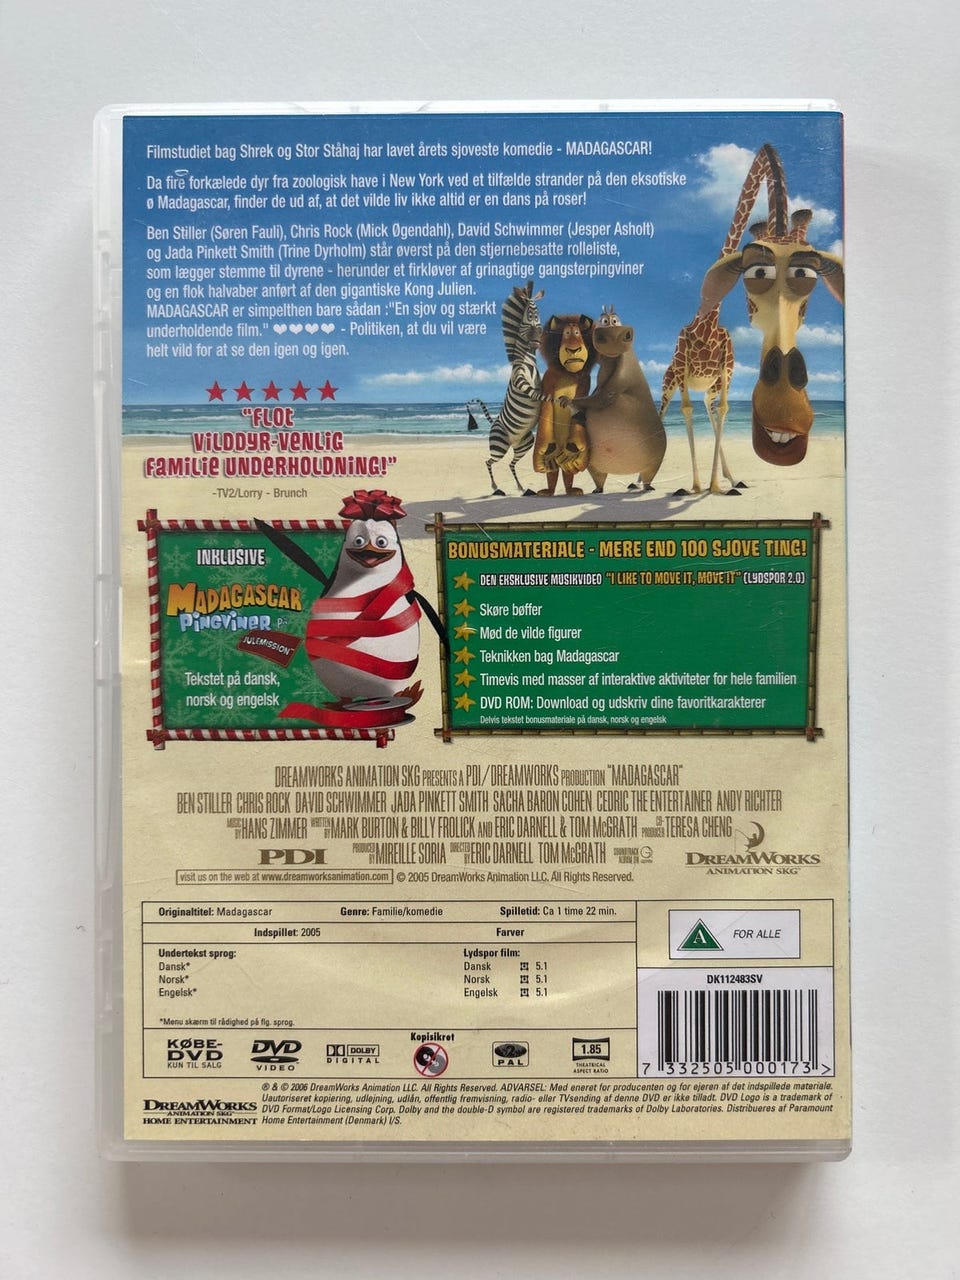 Filmstudiet bag Shrek og Stor Ståhaj har lavet årets sjoveste komedie - MADAGASCAR!
Da fire forkælede dyr fra zoologisk have i New York ved et tilfælde strander på den eksotiske
ø Madagascar, finder de ud af, at det vilde liv ikke altid er en dans på roser!
Ben Stiller (Søren Fauli), Chris Rock (Mick Øgendahl), David Schwimmer (Jesper Asholt)
og Jada Pinkett Smith (Trine Dyrholm) står øverst på den stjernebesatte rolleliste,
som lægger stemme til dyrene - herunder et firkløver af grinagtige gangsterpingviner
og en flok halvaber anført af den gigantiske Kong Julien.
MADAGASCAR er simpelthen bare sådan :"En sjov og stærkt
underholdende film." ♥♥♥♥ - Politiken, at du vil være
helt vild for at se den igen og igen.
★★★★★
"FLOT
VILDDYR-VENLIG
FAMILIE UNDERHOLDNING!"
-TV2/Lorry - Brunch
INKLUSIVE
MADAGASCAR
PINGVINER PÅ
JULEMISSION™
Tekstet på dansk,
norsk og engelsk
BONUSMATERIALE - MERE END 100 SJOVE TING!
DEN EKSKLUSIVE MUSIKVIDEO "I LIKE TO MOVE IT, MOVE IT" (LYDSPOR 2.0)
Skøre bøffer
Mød de vilde figurer
Teknikken bag Madagascar
Timevis med masser af interaktive aktiviteter for hele familien
DVD ROM: Download og udskriv dine favoritkarakterer
Delvis tekstet bonusmateriale på dansk, norsk og engelsk
DREAMWORKS ANIMATION SKG PRESENTS A PDI/DREAMWORKS PRODUCTION "MADAGASCAR"
BEN STILLER CHRIS ROCK DAVID SCHWIMMER JADA PINKETT SMITH SACHA BARON COHEN CEDRIC THE ENTERTAINER ANDY RICHTER
MUSIC BY HANS ZIMMER WRITTEN BY MARK BURTON & BILLY FROLICK AND ERIC DARNELL & TOM McGRATH CO-PRODUCER TERESA CHENG
PDI PRODUCED BY MIREILLE SORIA DIRECTED BY ERIC DARNELL TOM McGRATH SOUNDTRACK ALBUM ON G
DREAMWORKS
ANIMATION SKG
visit us on the web at www.dreamworksanimation.com © 2005 DreamWorks Animation LLC. All Rights Reserved.
Originaltitel: Madagascar Genre: Familie/komedie Spilletid: Ca 1 time 22 min.
Indspillet: 2005 Farver
Undertekst sprog: Lydspor film:
Dansk* Dansk 5.1
Norsk* Norsk 5.1
Engelsk* Engelsk 5.1
*Menu skærm til rådighed på flg. sprog.
A FOR ALLE
DK112483SV
7 332505 000173 >
KØBE-
DVD
KUN TIL SALG
DVD
VIDEO
DOLBY
DIGITAL
Kopisikret
PAL
1.85
THEATRICAL
ASPECT RATIO
DREAMWORKS
ANIMATION SKG
HOME ENTERTAINMENT
® & © 2006 DreamWorks Animation LLC. All Rights Reserved. ADVARSEL: Med eneret for producenten og for ejeren af det indspillede materiale.
Uautoriseret kopiering, udlejning, udlån, offentlig fremvisning, radio- eller TVsending af denne DVD er ikke tilladt. DVD Logo is a trademark of
DVD Format/Logo Licensing Corp. Dolby and the double-D symbol are registered trademarks of Dolby Laboratories. Distribueres af Paramount
Home Entertainment (Denmark) I/S.